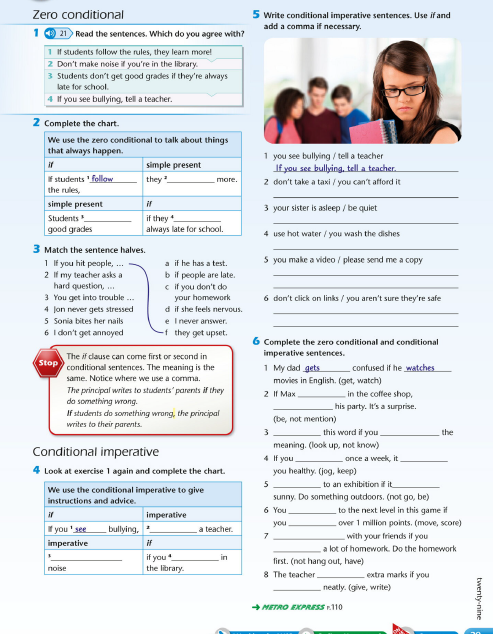 Zero conditional
1 21 Read the sentences. Which do you agree with?
1 If students follow the rules, they learn more!
2 Don't make noise if you're in the library.
3 Students don't get good grades if they're always
late for school.
4 If you see bullying, tell a teacher.
2 Complete the chart.
We use the zero conditional to talk about things
that always happen.
if simple present
If students ¹ follow they ²__________ more.
the rules,
simple present if
Students ³__________ if they ⁴__________
good grades always late for school.
3 Match the sentence halves.
1 If you hit people, … a if he has a test.
2 If my teacher asks a b if people are late.
hard question, … c if you don't do
3 You get into trouble … your homework
4 Jon never gets stressed d if she feels nervous.
5 Sonia bites her nails e I never answer.
6 I don't get annoyed f they get upset.
Stop
The if clause can come first or second in
conditional sentences. The meaning is the
same. Notice where we use a comma.
The principal writes to students' parents if they
do something wrong.
If students do something wrong, the principal
writes to their parents.
Conditional imperative
4 Look at exercise 1 again and complete the chart.
We use the conditional imperative to give
instructions and advice.
if imperative
If you ¹ see bullying, ²__________ a teacher.
imperative if
³__________ if you ⁴__________ in
noise the library.
5 Write conditional imperative sentences. Use if and
add a comma if necessary.
1 you see bullying / tell a teacher
If you see bullying, tell a teacher.
2 don't take a taxi / you can't afford it
3 your sister is asleep / be quiet
4 use hot water / you wash the dishes
5 you make a video / please send me a copy
6 don't click on links / you aren't sure they're safe
6 Complete the zero conditional and conditional
imperative sentences.
1 My dad gets confused if he watches
movies in English. (get, watch)
2 If Max __________ in the coffee shop,
__________ his party. It's a surprise.
(be, not mention)
3 __________ this word if you __________ the
meaning. (look up, not know)
4 If you __________ once a week, it __________
you healthy. (jog, keep)
5 __________ to an exhibition if it __________
sunny. Do something outdoors. (not go, be)
6 You __________ to the next level in this game if
you __________ over 1 million points. (move, score)
7 __________ with your friends if you
__________ a lot of homework. Do the homework
first. (not hang out, have)
8 The teacher __________ extra marks if you
__________ neatly. (give, write)
METRO EXPRESS P.110
twenty-nine